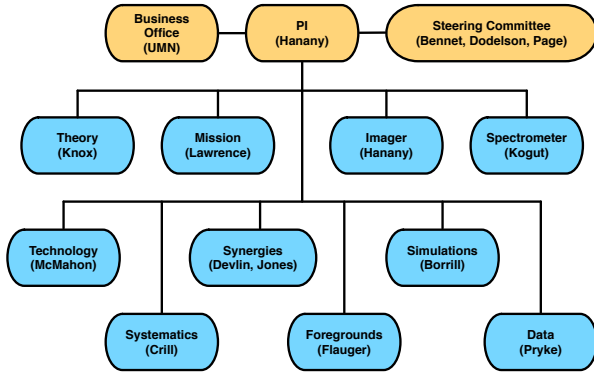 Business
Office
(UMN)
PI
(Hanany)
Steering Committee
(Bennet, Dodelson, Page)
Theory
(Knox)
Mission
(Lawrence)
Imager
(Hanany)
Spectrometer
(Kogut)
Technology
(McMahon)
Synergies
(Devlin, Jones)
Simulations
(Borrill)
Systematics
(Crill)
Foregrounds
(Flauger)
Data
(Pryke)